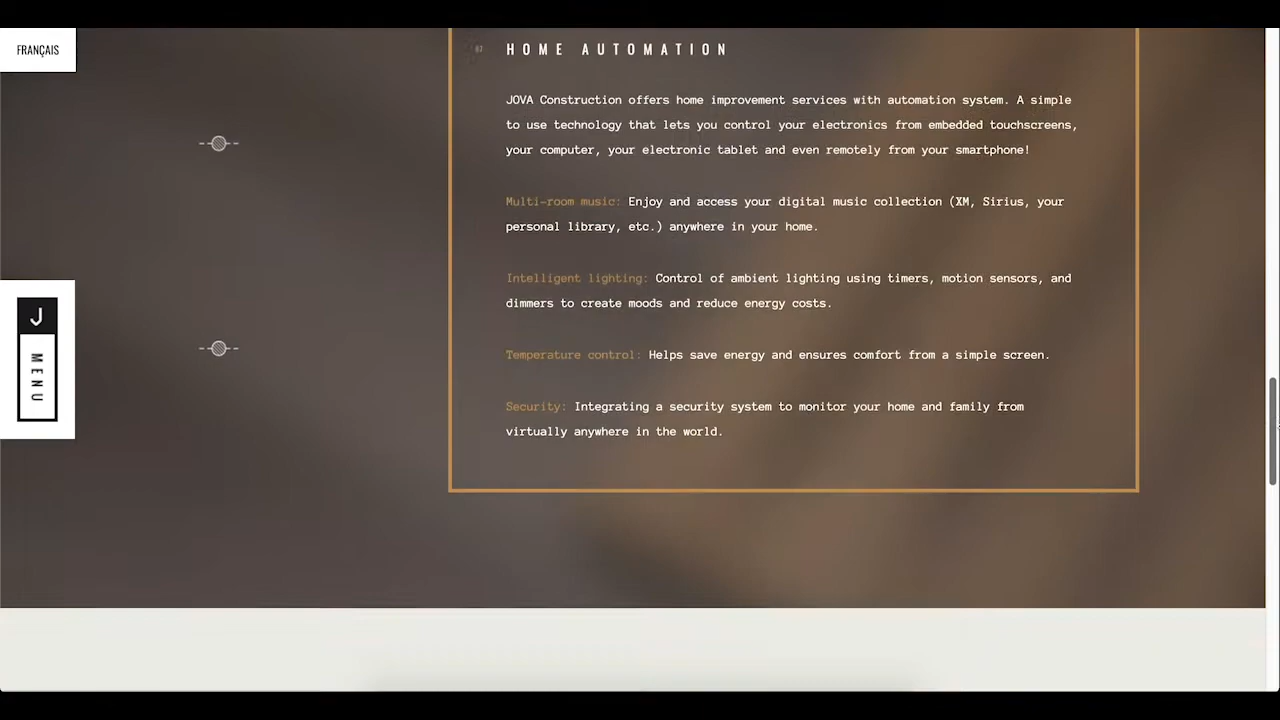 FRANÇAIS
07
HOME AUTOMATION
JOVA Construction offers home improvement services with automation system. A simple
to use technology that lets you control your electronics from embedded touchscreens,
your computer, your electronic tablet and even remotely from your smartphone!
Multi-room music: Enjoy and access your digital music collection (XM, Sirius, your
personal library, etc.) anywhere in your home.
Intelligent lighting: Control of ambient lighting using timers, motion sensors, and
dimmers to create moods and reduce energy costs.
Temperature control: Helps save energy and ensures comfort from a simple screen.
Security: Integrating a security system to monitor your home and family from
virtually anywhere in the world.
J
MENU